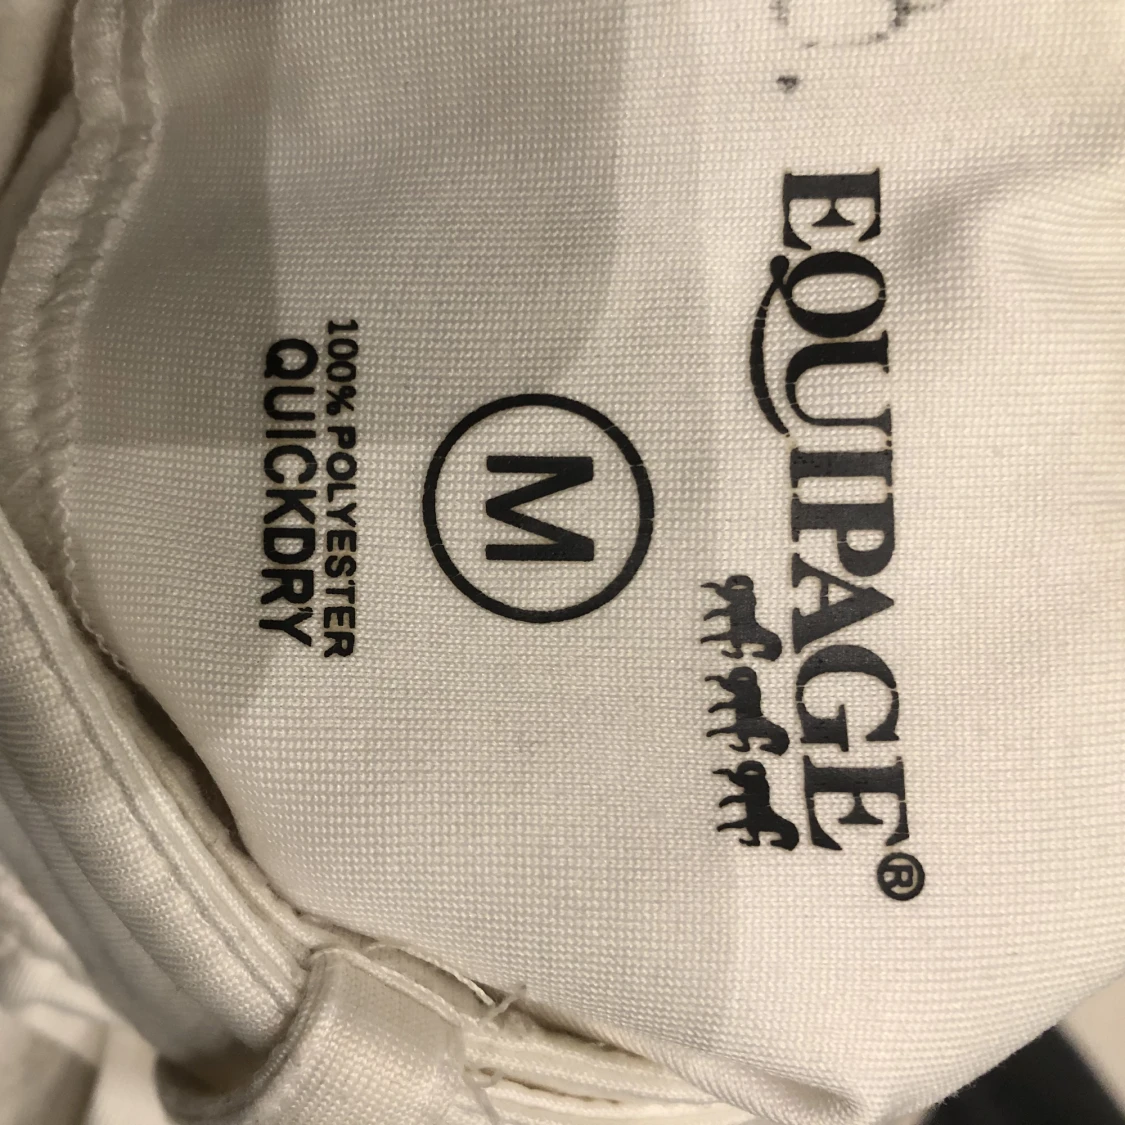 EQUIPAGE®
M
100% POLYESTER
QUICKDRY